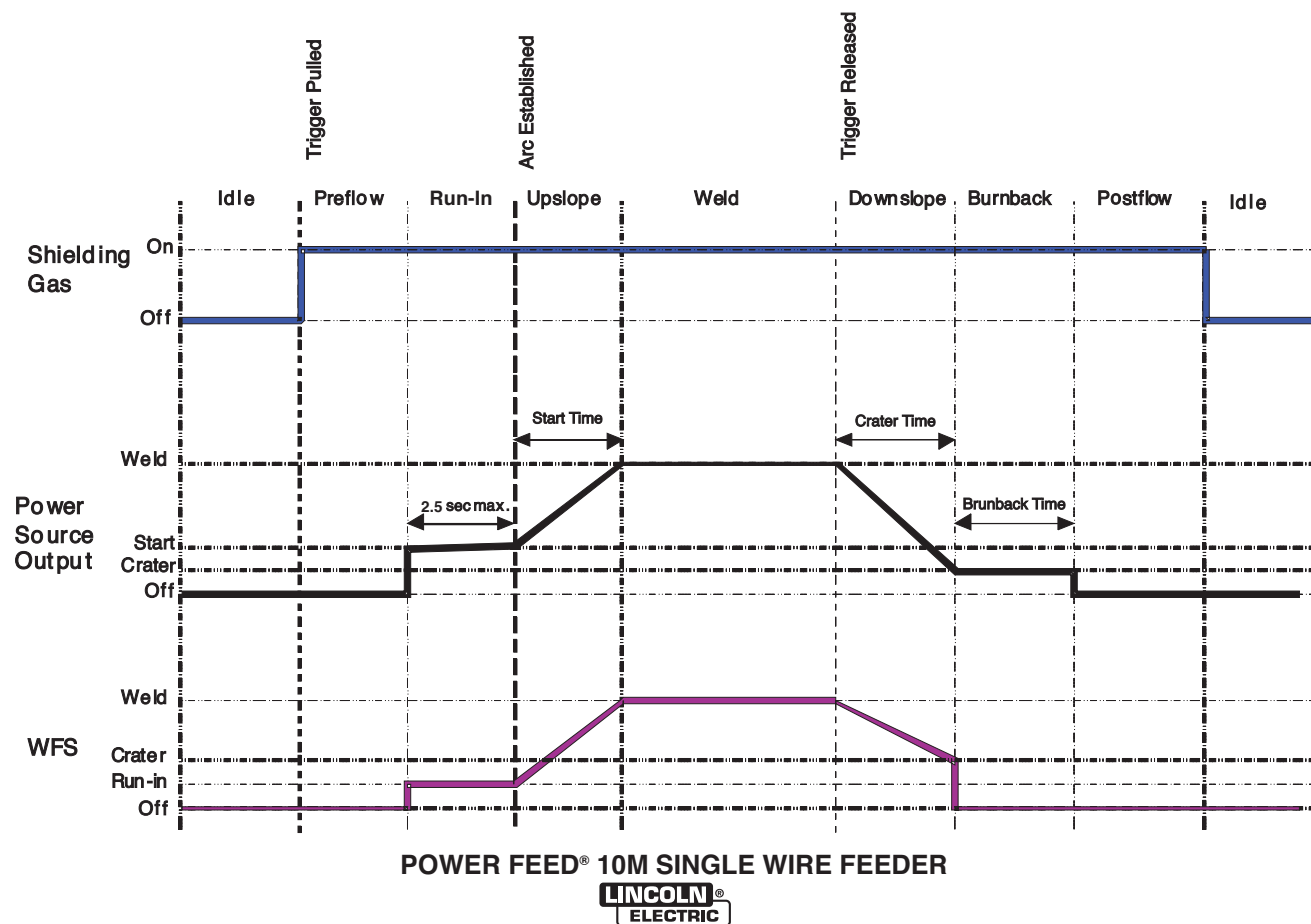 Trigger Pulled
Arc Established
Trigger Released
Idle Preflow Run-In Upslope Weld Downslope Burnback Postflow Idle
Shielding
Gas
On
Off
Start Time
Crater Time
Weld
2.5 sec max.
Brunback Time
Power
Source
Output
Start
Crater
Off
Weld
WFS
Crater
Run-in
Off
POWER FEED® 10M SINGLE WIRE FEEDER
LINCOLN ®
ELECTRIC